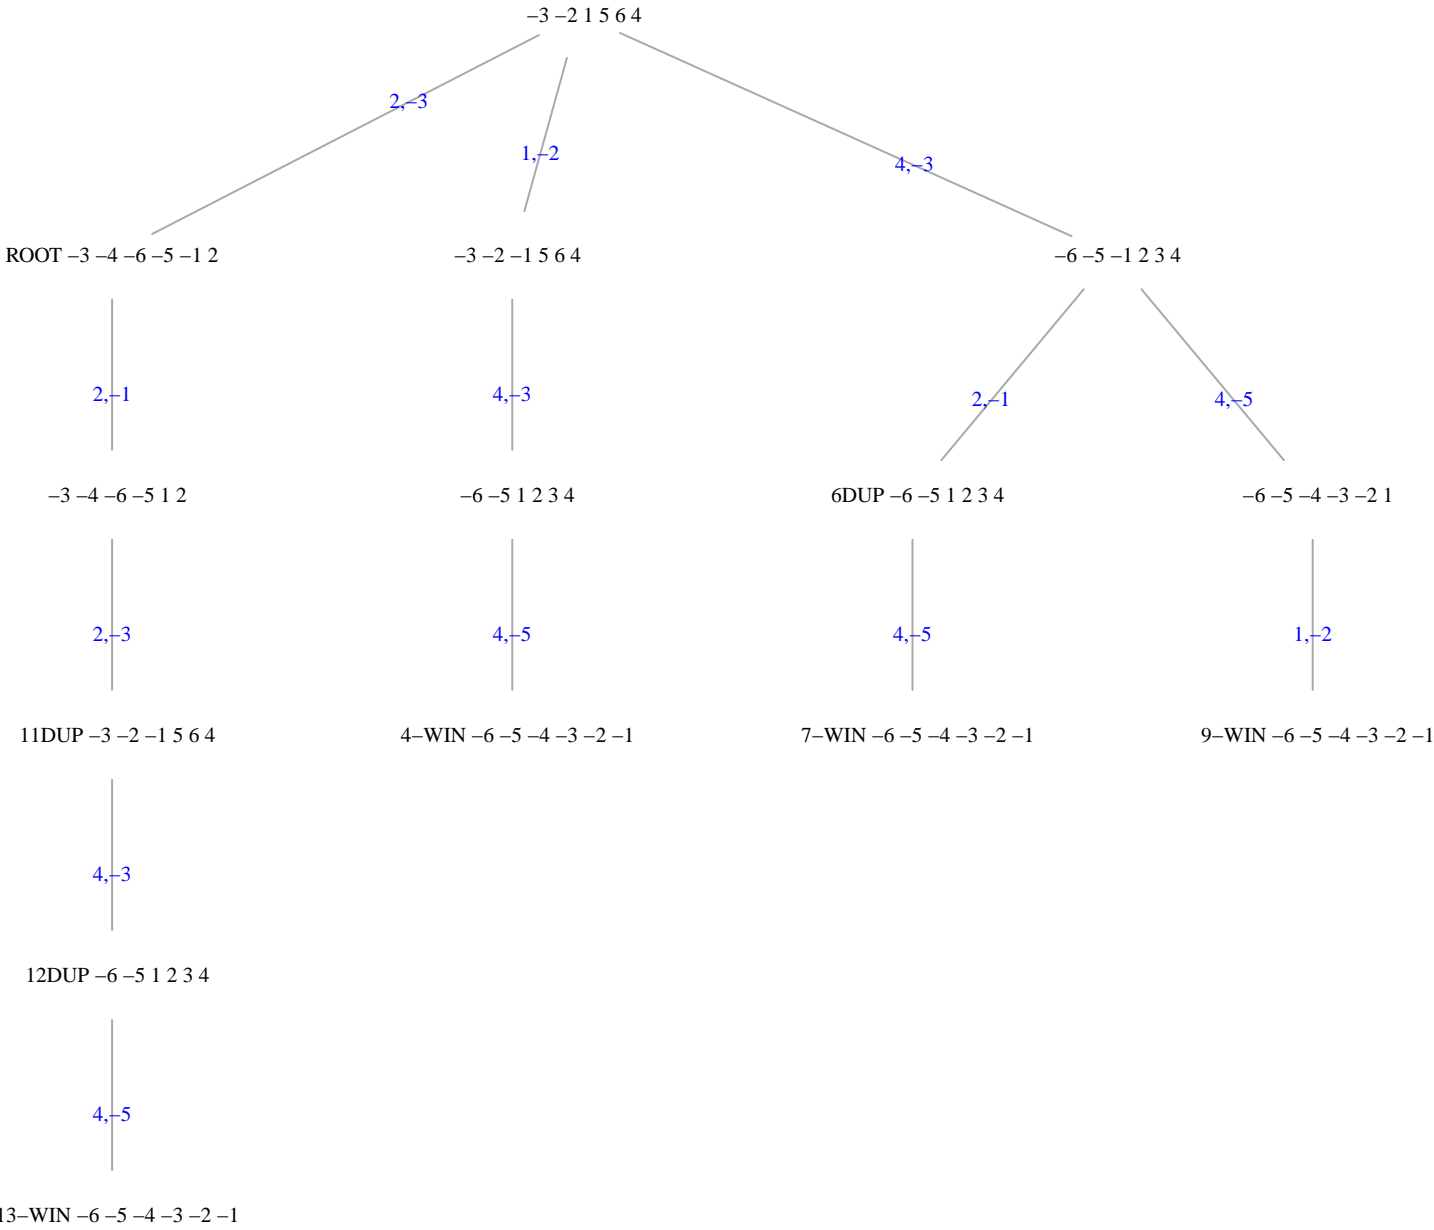 −3 −2 1 5 6 4
2,−3
1,−2
4,−3
ROOT −3 −4 −6 −5 −1 2
−3 −2 −1 5 6 4
−6 −5 −1 2 3 4
2,−1
4,−3
2,−1
4,−5
−3 −4 −6 −5 1 2
−6 −5 1 2 3 4
6DUP −6 −5 1 2 3 4
−6 −5 −4 −3 −2 1
2,−3
4,−5
4,−5
1,−2
11DUP −3 −2 −1 5 6 4
4−WIN −6 −5 −4 −3 −2 −1
7−WIN −6 −5 −4 −3 −2 −1
9−WIN −6 −5 −4 −3 −2 −1
4,−3
12DUP −6 −5 1 2 3 4
4,−5
13−WIN −6 −5 −4 −3 −2 −1